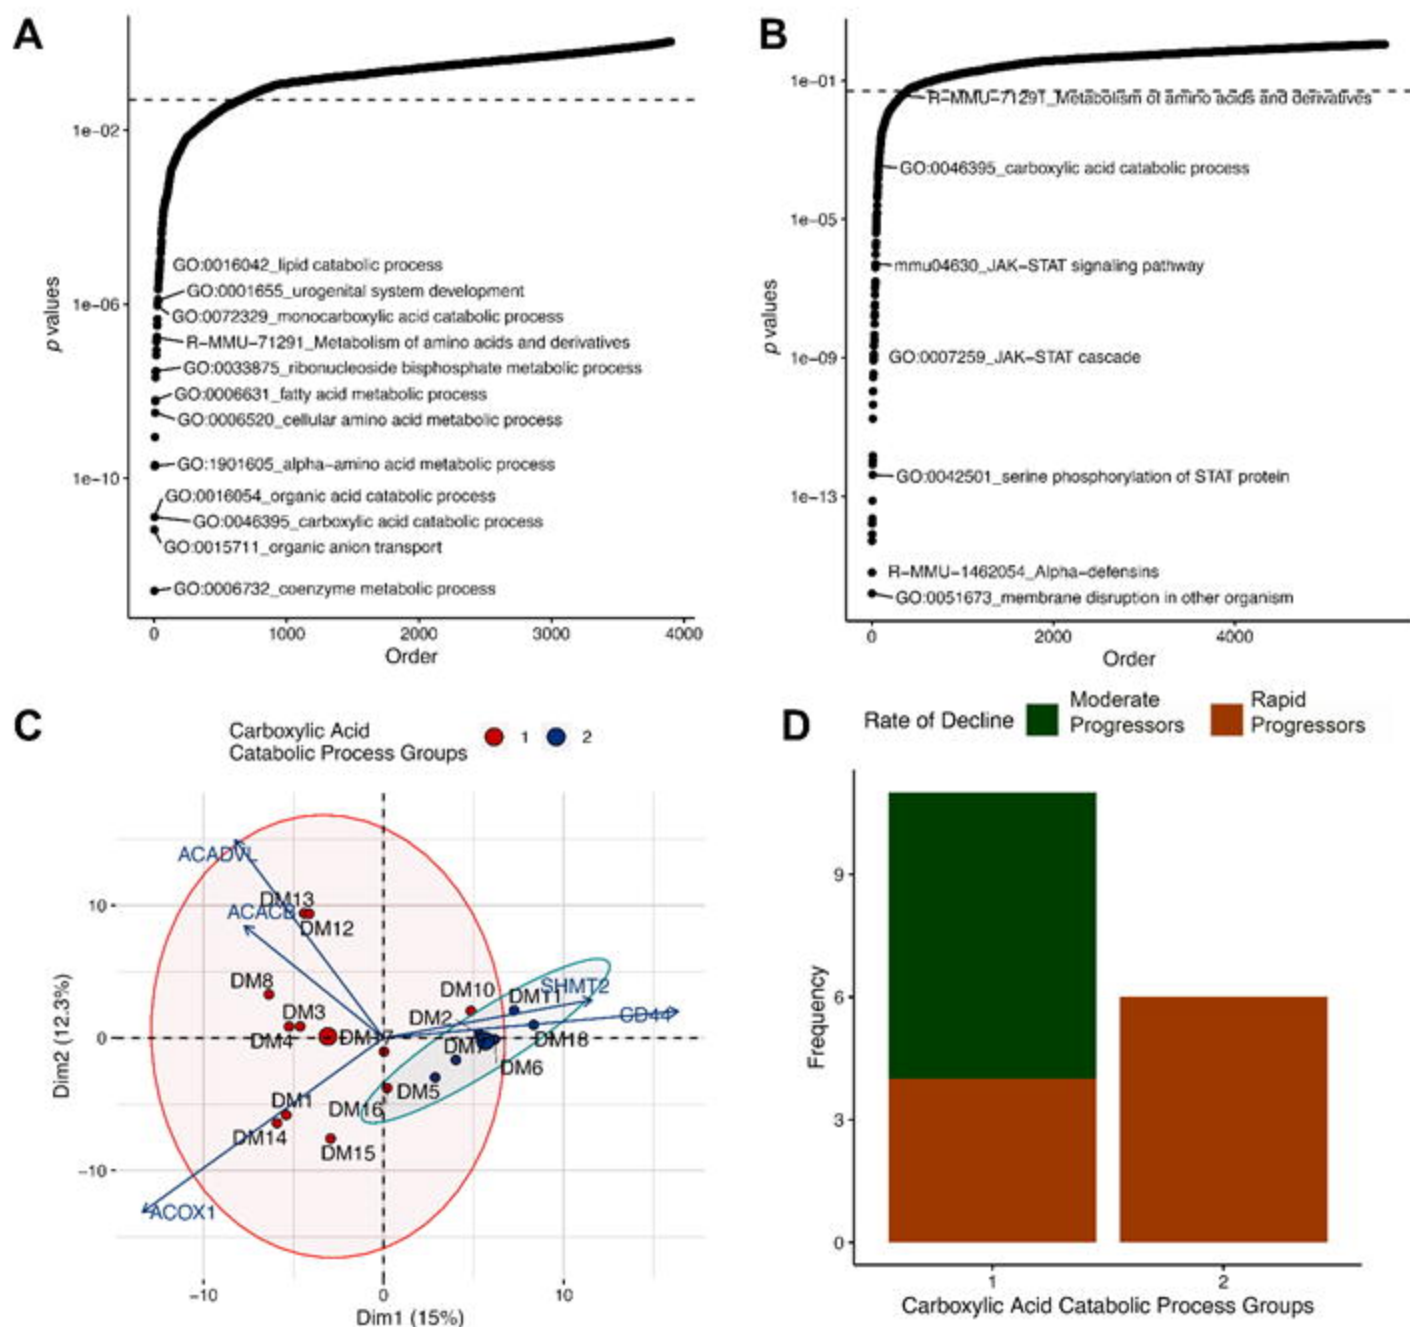 A
1e−02
1e−06
1e−10
p values
GO:0016042_lipid catabolic process
GO:0001655_urogenital system development
GO:0072329_monocarboxylic acid catabolic process
R−MMU−71291_Metabolism of amino acids and derivatives
GO:0033875_ribonucleoside bisphosphate metabolic process
GO:0006631_fatty acid metabolic process
GO:0006520_cellular amino acid metabolic process
GO:1901605_alpha−amino acid metabolic process
GO:0016054_organic acid catabolic process
GO:0046395_carboxylic acid catabolic process
GO:0015711_organic anion transport
GO:0006732_coenzyme metabolic process
0 1000 2000 3000 4000
Order
B
1e−01
1e−05
1e−09
1e−13
p values
R−MMU−71291_Metabolism of amino acids and derivatives
GO:0046395_carboxylic acid catabolic process
mmu04630_JAK−STAT signaling pathway
GO:0007259_JAK−STAT cascade
GO:0042501_serine phosphorylation of STAT protein
R−MMU−1462054_Alpha−defensins
GO:0051673_membrane disruption in other organism
0 2000 4000
Order
C
Carboxylic Acid
Catabolic Process Groups
1 2
ACADVL
DM13
ACACB
DM12
DM8
DM10
SHMT2
DM11
DM3
DM2
CD44
DM4
DM17
DM7
DM18
DM6
DM5
DM1
DM16
DM14
DM15
ACOX1
10
0
−10
Dim2 (12.3%)
−10 0 10
Dim1 (15%)
D
Rate of Decline
Moderate
Progressors
Rapid
Progressors
9
6
3
0
Frequency
1 2
Carboxylic Acid Catabolic Process Groups